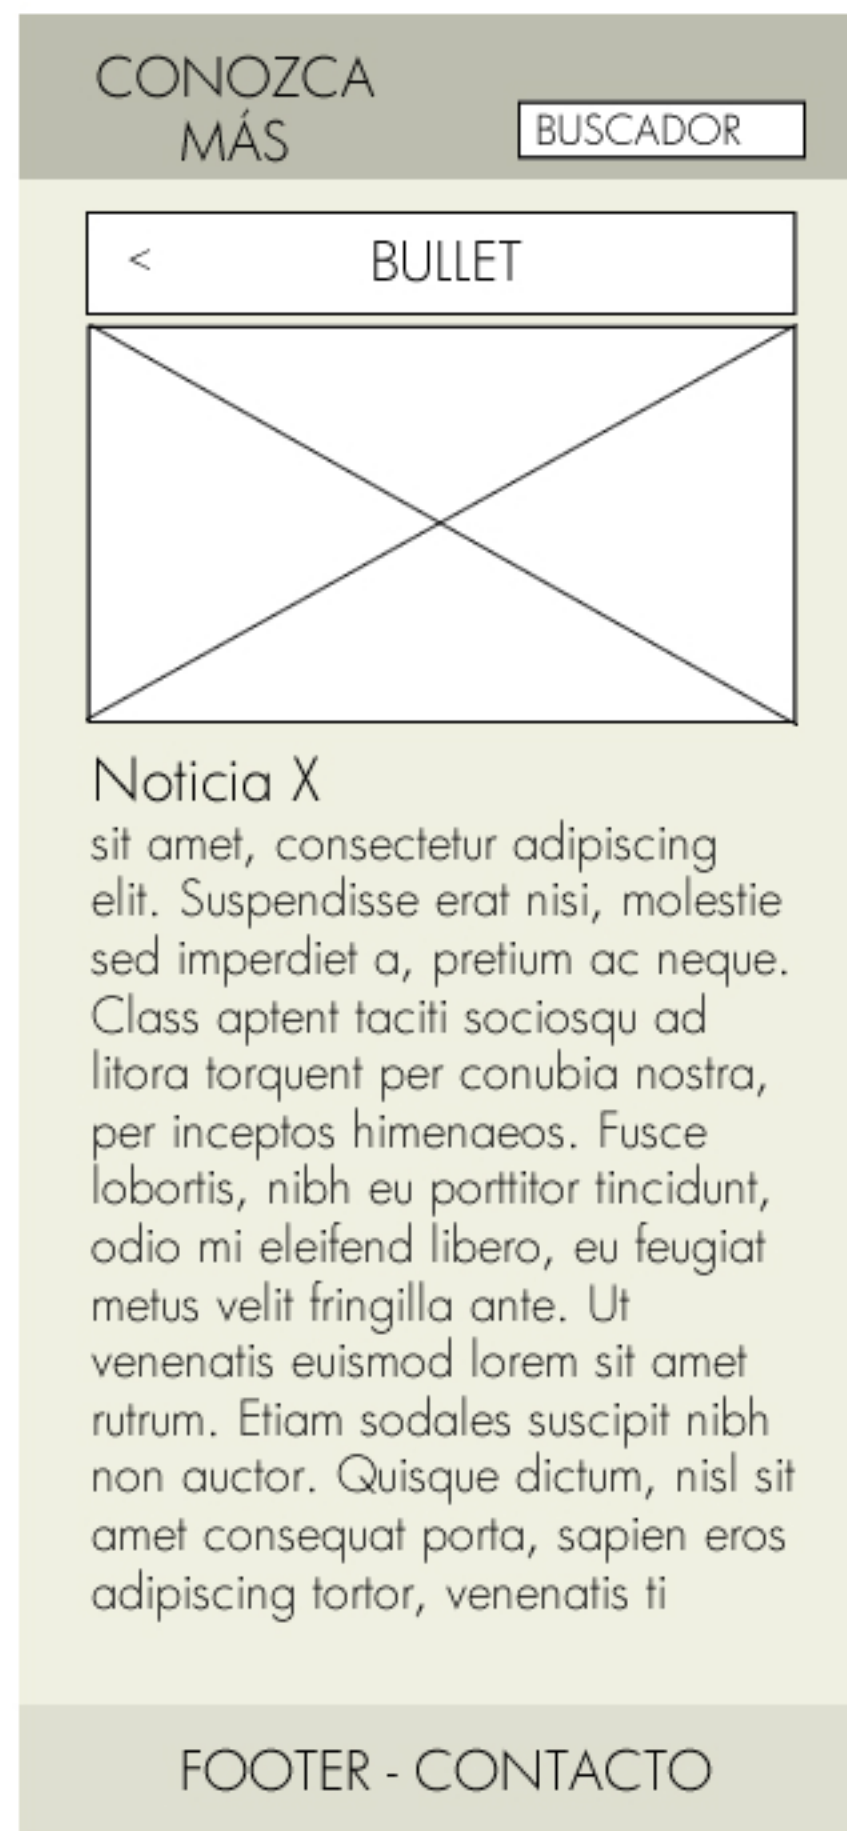 CONOZCA
MÁS
BUSCADOR
< BULLET
Noticia X
sit amet, consectetur adipiscing
elit. Suspendisse erat nisi, molestie
sed imperdiet a, pretium ac neque.
Class aptent taciti sociosqu ad
litora torquent per conubia nostra,
per inceptos himenaeos. Fusce
lobortis, nibh eu porttitor tincidunt,
odio mi eleifend libero, eu feugiat
metus velit fringilla ante. Ut
venenatis euismod lorem sit amet
rutrum. Etiam sodales suscipit nibh
non auctor. Quisque dictum, nisl sit
amet consequat porta, sapien eros
adipiscing tortor, venenatis ti
FOOTER - CONTACTO